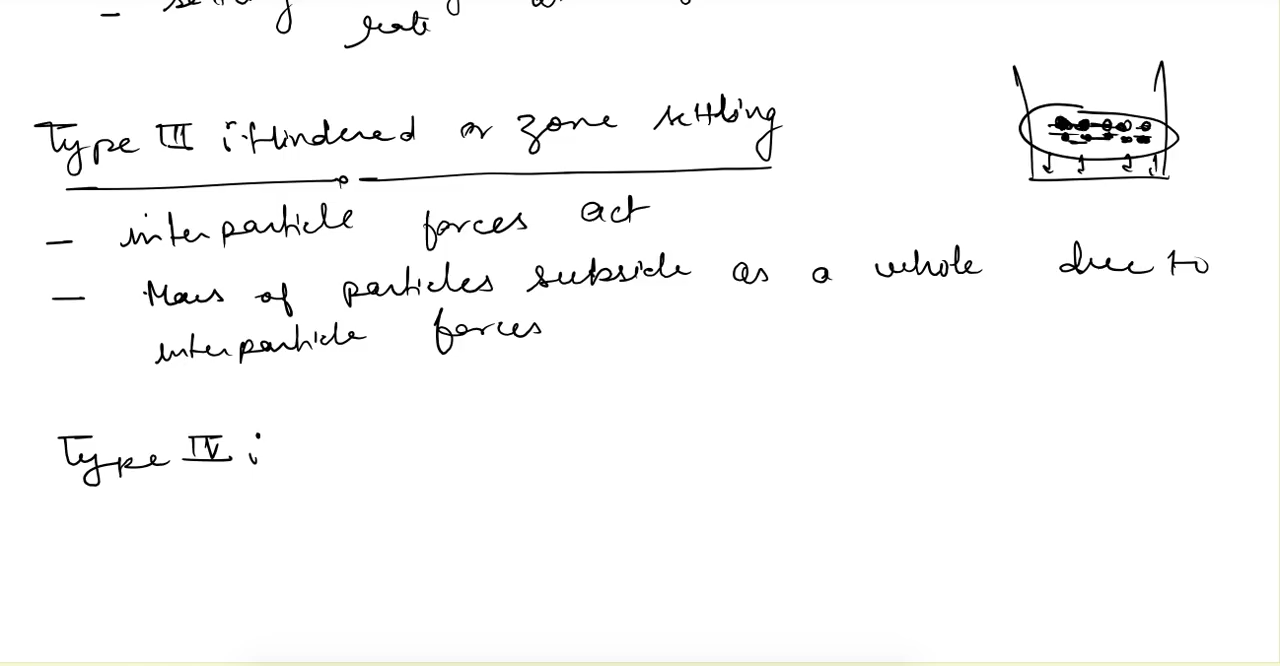 rate
Type III : Hindered or zone settling
- interparticle forces act
- Mass of particles subside as a whole due to
interparticle forces
Type IV :